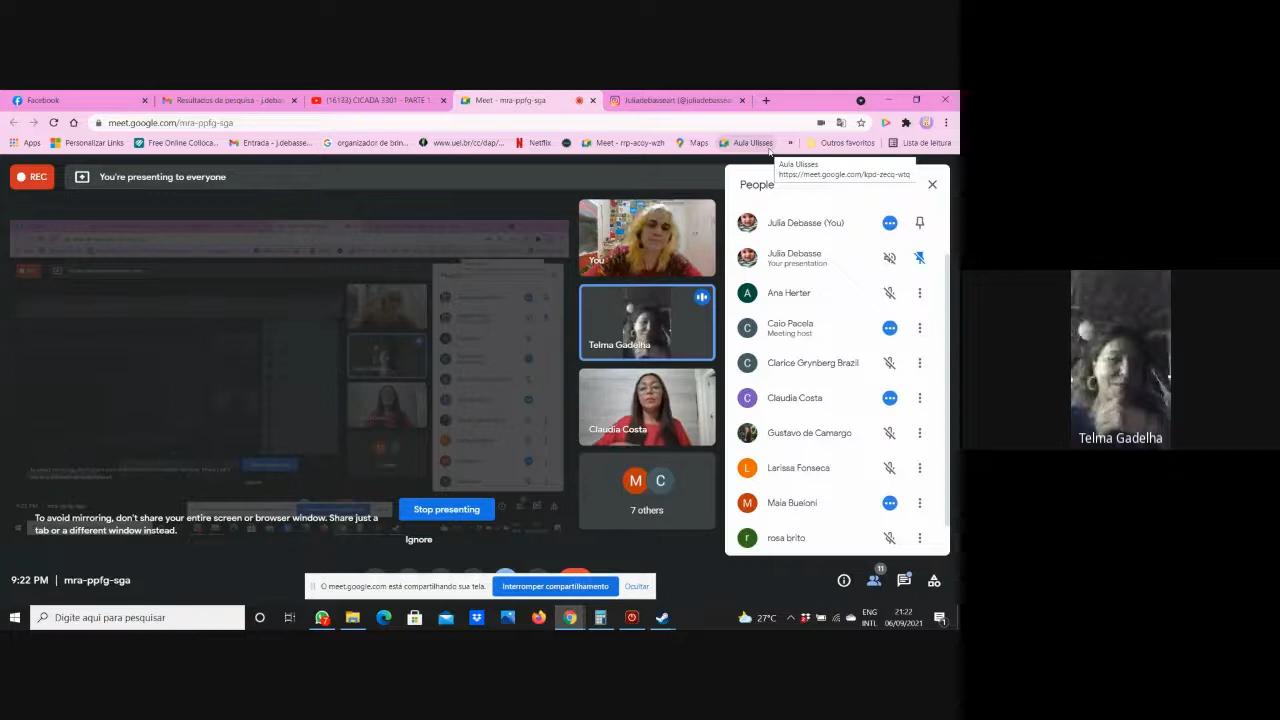 Facebook
Resultados de pesquisa - j.debas
(16133) CICADA 3301 - PARTE 1
Meet - mra-ppfg-sga
Juliadebasseart (@juliadebassear
meet.google.com/mra-ppfg-sga
Apps
Personalizar Links
Free Online Colloca...
Entrada - j.debasse...
organizador de brin...
www.uel.br/cc/dap/...
Netflix
Meet - rrp-acoy-wzh
Maps
Aula Ulisses
»
Outros favoritos
Lista de leitura
Aula Ulisses
https://meet.google.com/kpd-zecq-wtq
REC
You're presenting to everyone
People
You
Telma Gadelha
Claudia Costa
M C
7 others
Julia Debasse (You)
Julia Debasse
Your presentation
A Ana Herter
C Caio Pacela
Meeting host
C Clarice Grynberg Brazil
C Claudia Costa
Gustavo de Camargo
L Larissa Fonseca
M Maia Bueloni
r rosa brito
To avoid mirroring, don't share your entire screen or browser window. Share just a
tab or a different window instead.
Stop presenting
Ignore
9:22 PM | mra-ppfg-sga
O meet.google.com está compartilhando sua tela.
Interromper compartilhamento
Ocultar
11
Digite aqui para pesquisar
27°C
ENG
INTL
21:22
06/09/2021
Telma Gadelha